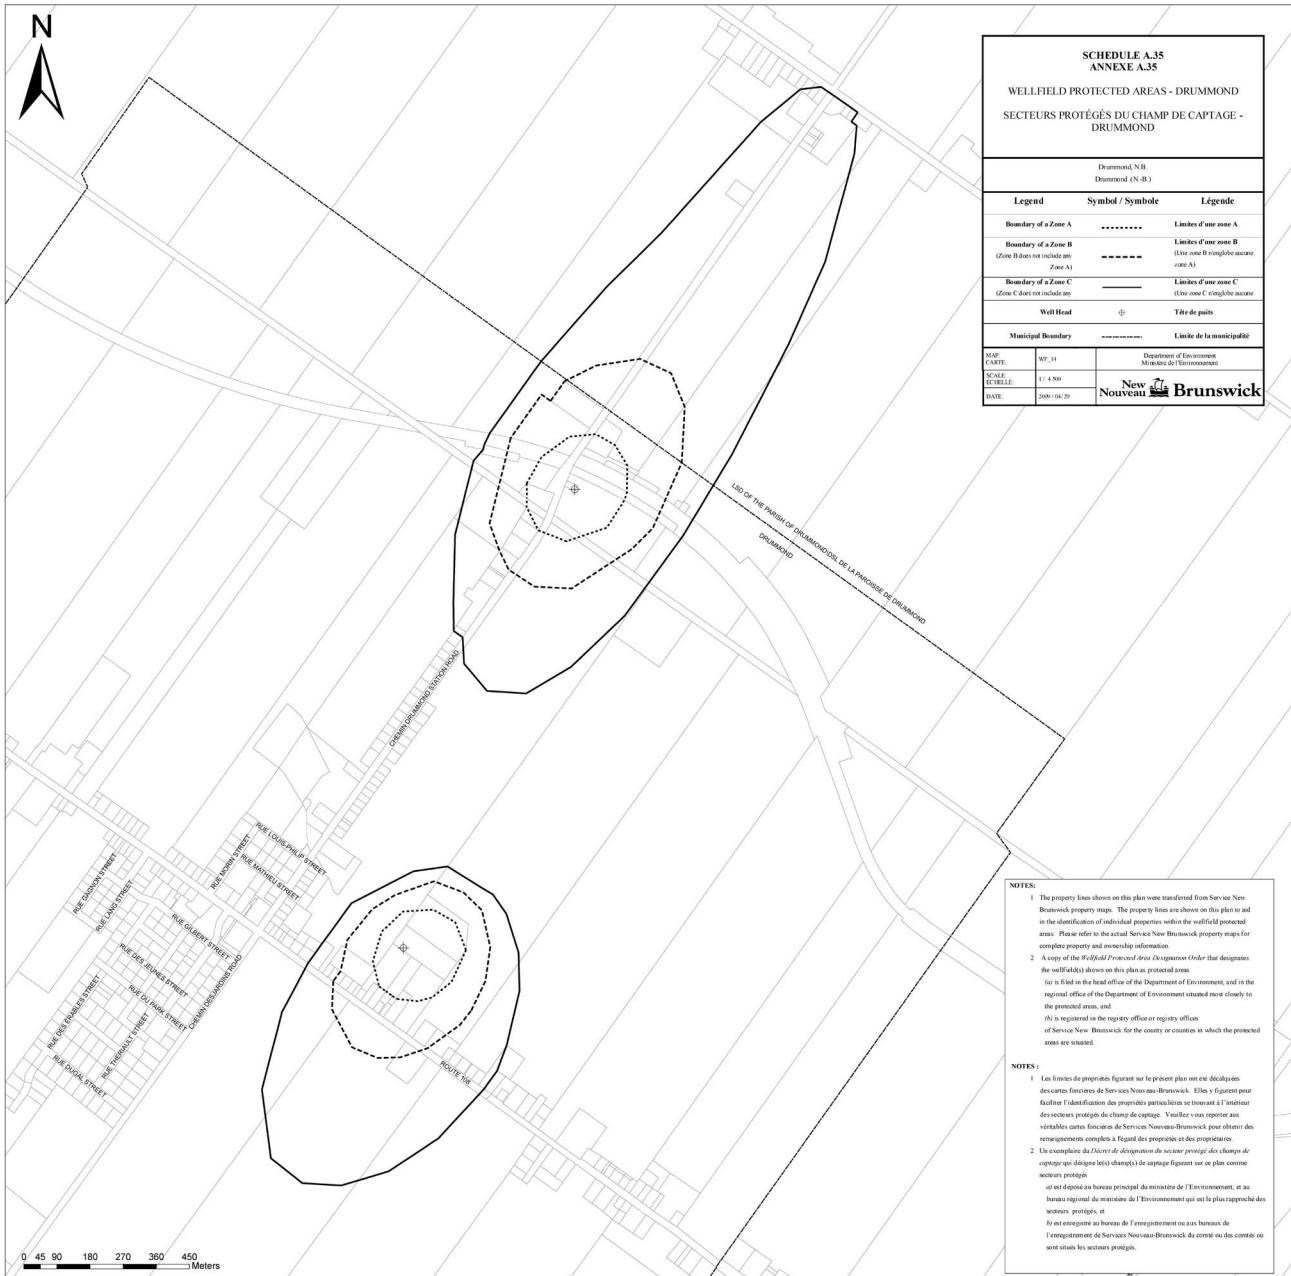 N
SCHEDULE A.35
ANNEXE A.35
WELLFIELD PROTECTED AREAS - DRUMMOND
SECTEURS PROTÉGÉS DU CHAMP DE CAPTAGE -
DRUMMOND
Drummond, N.B.
Drummond (N.-B.)
Legend Symbol / Symbole Légende
Boundary of a Zone A Limites d'une zone A
Boundary of a Zone B Limites d'une zone B
(Zone B does not include any (Une zone B n'englobe aucune
Zone A) zone A)
Boundary of a Zone C Limites d'une zone C
(Zone C does not include any (Une zone C n'englobe aucune
Well Head Tête de puits
Municipal Boundary Limite de la municipalité
MAP: WF_14 Department of Environment
CARTE: Ministère de l'Environnement
SCALE 1 / 4 500
ÉCHELLE:
DATE: 2009 / 04/ 29
New
Nouveau Brunswick
LSD OF THE PARISH OF DRUMMOND/DSL DE LA PAROISSE DE DRUMMOND
DRUMMOND
CHEMIN DRUMMOND STATION ROAD
RUE LOUIS-PHILIP STREET
RUE MORIN STREET
RUE MATHIEU STREET
RUE GAGNON STREET
RUE LANG STREET
RUE GILBERT STREET
RUE DES JEUNES STREET
CHEMIN DESJARDINS ROAD
RUE DU PARK STREET
RUE DES ERABLES STREET
RUE THERIAULT STREET
RUE DUGAL STREET
ROUTE 108
NOTES:
1 The property lines shown on this plan were transferred from Service New
Brunswick property maps. The property lines are shown on this plan to aid
in the identification of individual properties within the wellfield protected
areas. Please refer to the actual Service New Brunswick property maps for
complete property and ownership information.
2 A copy of the Wellfield Protected Area Designation Order that designates
the wellfield(s) shown on this plan as protected areas
(a) is filed in the head office of the Department of Environment, and in the
regional office of the Department of Environment situated most closely to
the protected areas, and
(b) is registered in the registry office or registry offices
of Service New Brunswick for the county or counties in which the protected
areas are situated.
NOTES :
1 Les limites de propriétés figurant sur le présent plan ont été décalquées
des cartes foncières de Services Nouveau-Brunswick. Elles y figurent pour
faciliter l'identification des propriétés particulières se trouvant à l'intérieur
des secteurs protégés du champ de captage. Veuillez vous reporter aux
véritables cartes foncières de Services Nouveau-Brunswick pour obtenir des
renseignements complets à l'égard des propriétés et des propriétaires.
2 Un exemplaire du Décret de désignation du secteur protégé des champs de
captage qui désigne le(s) champ(s) de captage figurant sur ce plan comme
secteurs protégés
a) est déposé au bureau principal du ministère de l'Environnement, et au
bureau régional du ministère de l'Environnement qui est le plus rapproché des
secteurs protégés, et
b) est enregistré au bureau de l'enregistrement ou aux bureaux de
l'enregistrement de Services Nouveau-Brunswick du comté ou des comtés où
sont situés les secteurs protégés.
0 45 90 180 270 360 450
Meters